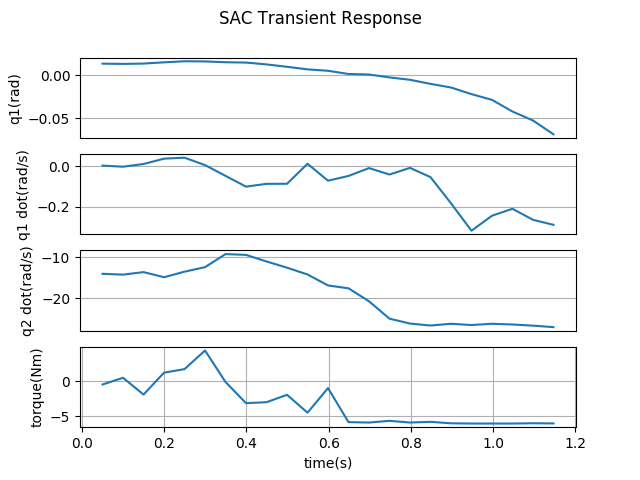 SAC Transient Response
q1(rad)
0.00
−0.05
q1 dot(rad/s)
0.0
−0.2
q2 dot(rad/s)
−10
−20
torque(Nm)
0
−5
0.0 0.2 0.4 0.6 0.8 1.0 1.2
time(s)